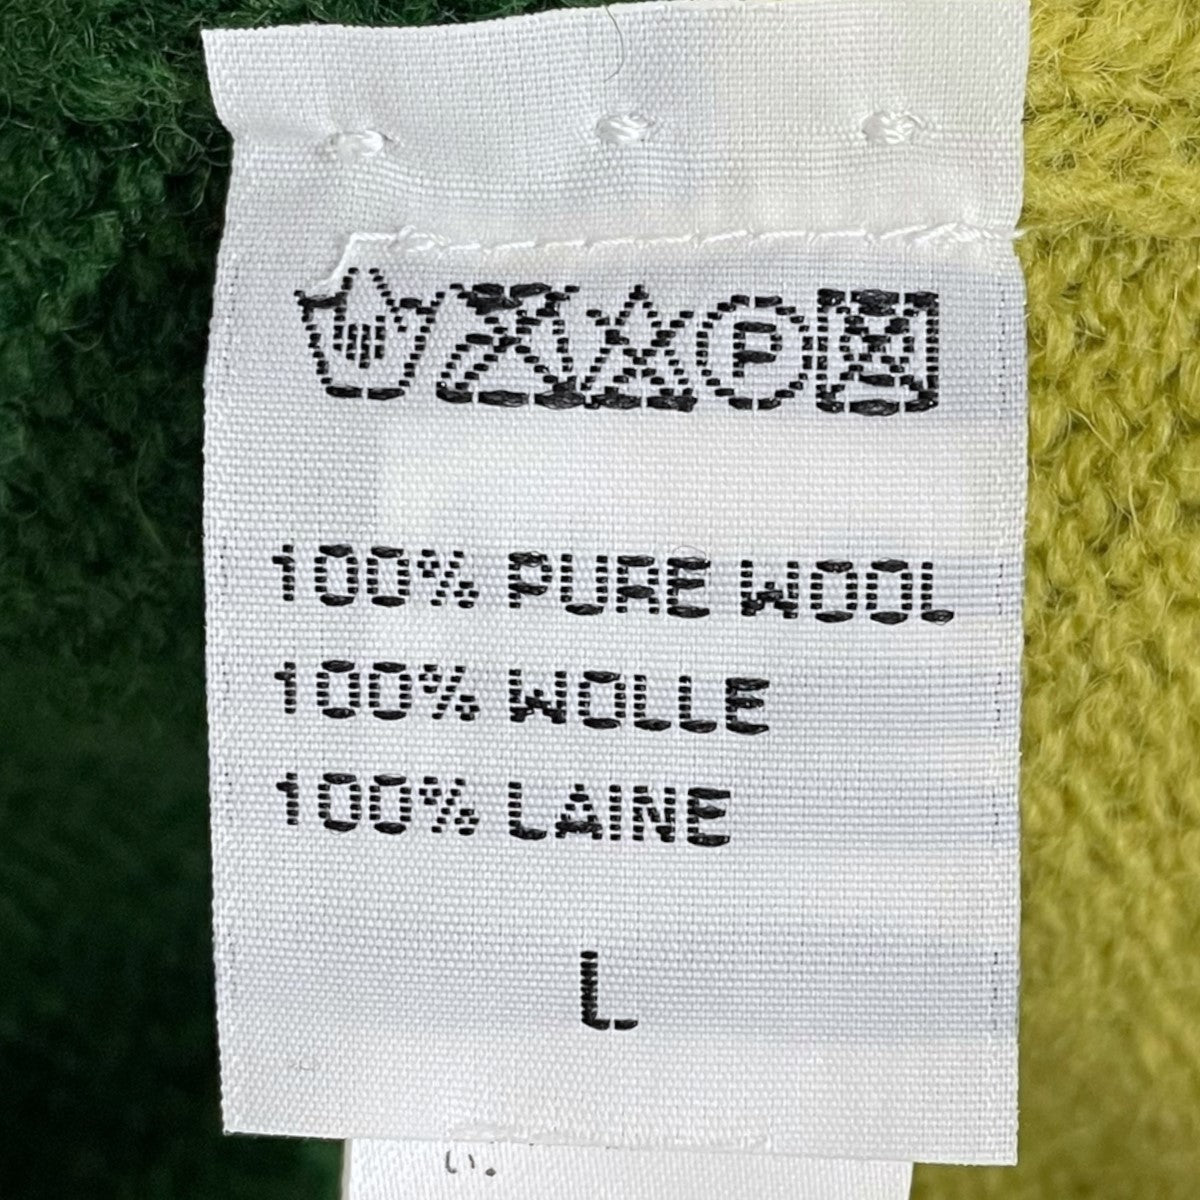 P
100% PURE WOOL
100% WOLLE
100% LAINE
L